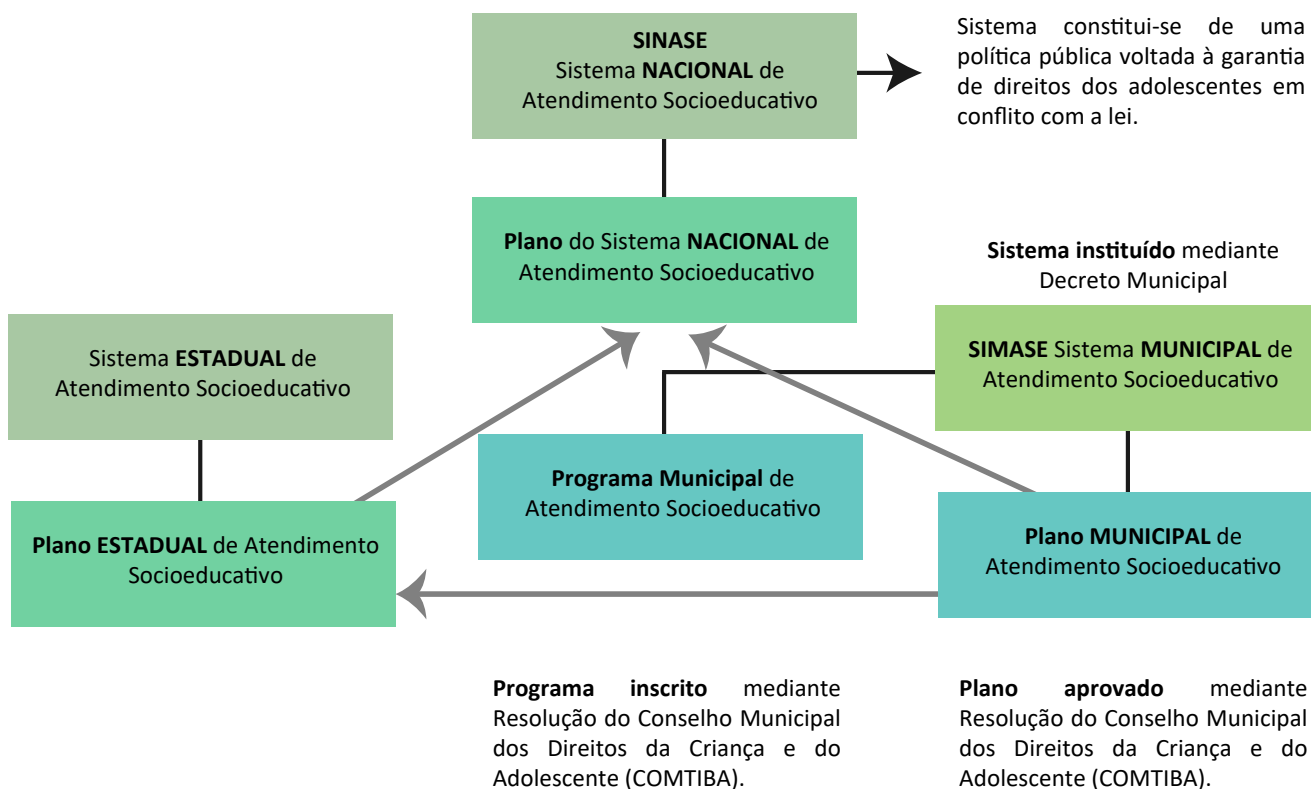 SINASE
Sistema NACIONAL de
Atendimento Socioeducativo
Sistema constitui-se de uma
política pública voltada à garantia
de direitos dos adolescentes em
conflito com a lei.
Plano do Sistema NACIONAL de
Atendimento Socioeducativo
Sistema instituído mediante
Decreto Municipal
Sistema ESTADUAL de
Atendimento Socioeducativo
SIMASE Sistema MUNICIPAL de
Atendimento Socioeducativo
Programa Municipal de
Atendimento Socioeducativo
Plano ESTADUAL de Atendimento
Socioeducativo
Plano MUNICIPAL de
Atendimento Socioeducativo
Programa inscrito mediante
Resolução do Conselho Municipal
dos Direitos da Criança e do
Adolescente (COMTIBA).
Plano aprovado mediante
Resolução do Conselho Municipal
dos Direitos da Criança e do
Adolescente (COMTIBA).